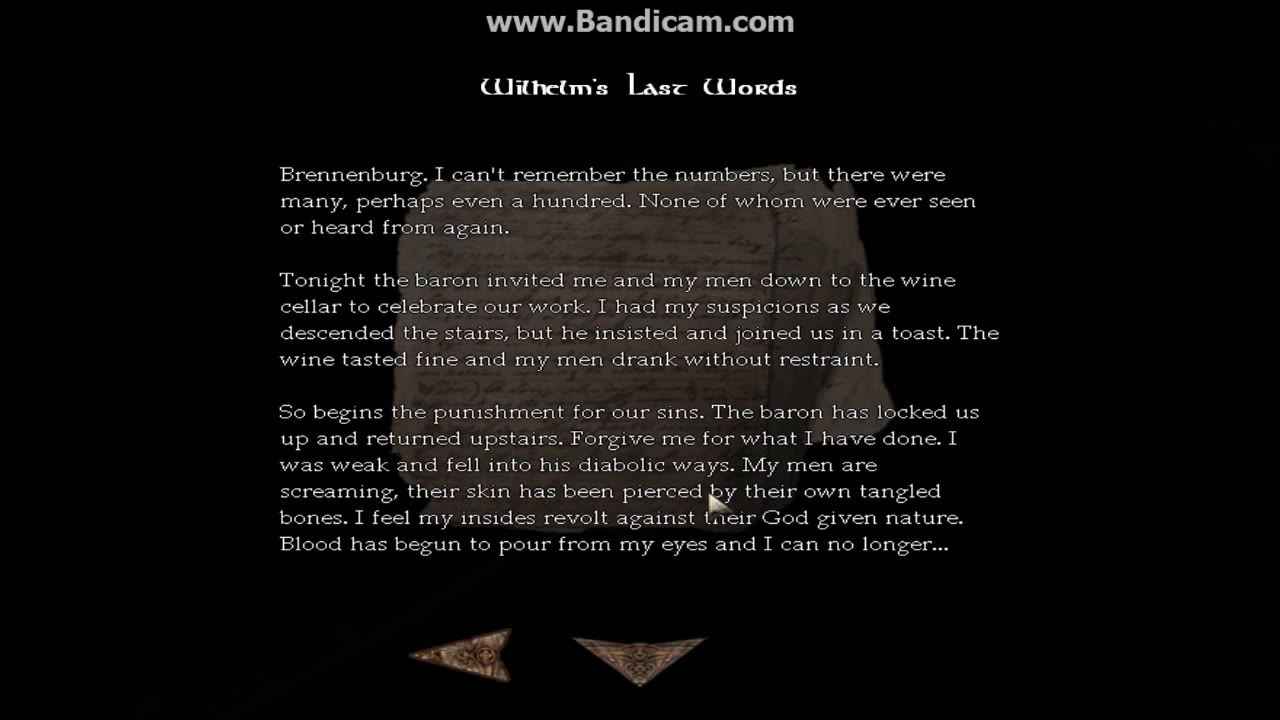 www.Bandicam.com
Wilhelm's Last Words
Brennenburg. I can't remember the numbers, but there were
many, perhaps even a hundred. None of whom were ever seen
or heard from again.
Tonight the baron invited me and my men down to the wine
cellar to celebrate our work. I had my suspicions as we
descended the stairs, but he insisted and joined us in a toast. The
wine tasted fine and my men drank without restraint.
So begins the punishment for our sins. The baron has locked us
up and returned upstairs. Forgive me for what I have done. I
was weak and fell into his diabolic ways. My men are
screaming, their skin has been pierced by their own tangled
bones. I feel my insides revolt against their God given nature.
Blood has begun to pour from my eyes and I can no longer...